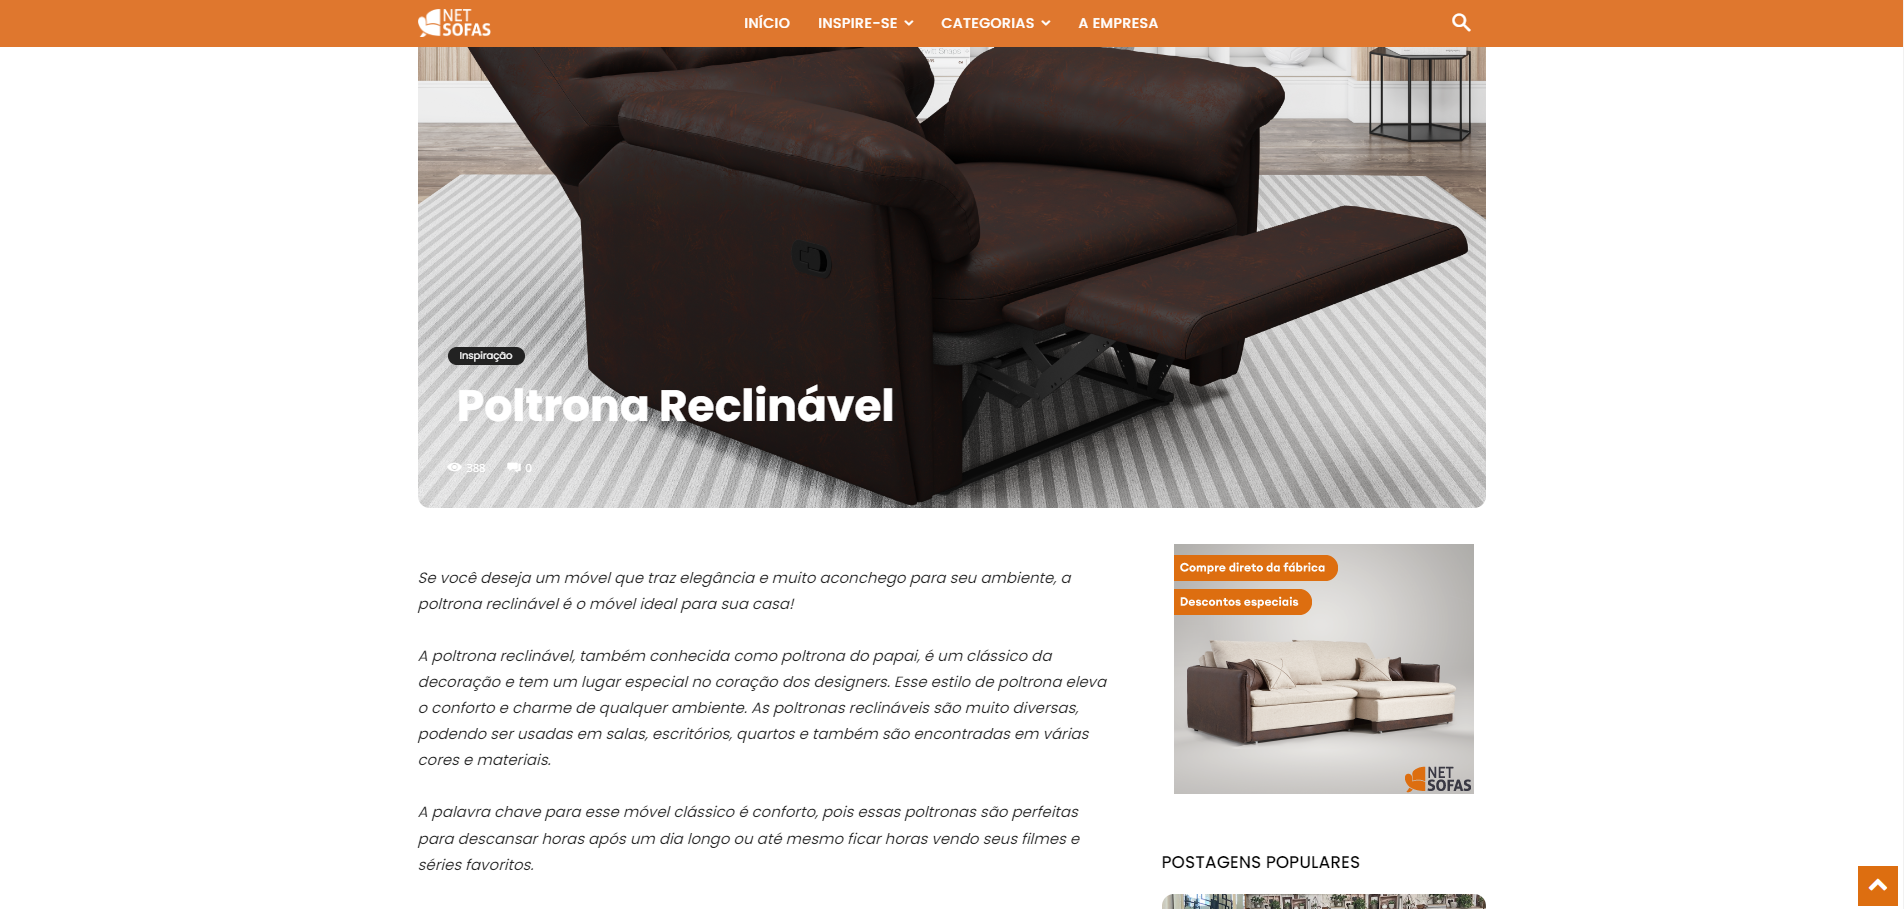 NET SOFAS
INÍCIO INSPIRE-SE CATEGORIAS A EMPRESA
Inspiração
Poltrona Reclinável
388 0
Se você deseja um móvel que traz elegância e muito aconchego para seu ambiente, a
poltrona reclinável é o móvel ideal para sua casa!
A poltrona reclinável, também conhecida como poltrona do papai, é um clássico da
decoração e tem um lugar especial no coração dos designers. Esse estilo de poltrona eleva
o conforto e charme de qualquer ambiente. As poltronas reclináveis são muito diversas,
podendo ser usadas em salas, escritórios, quartos e também são encontradas em várias
cores e materiais.
A palavra chave para esse móvel clássico é conforto, pois essas poltronas são perfeitas
para descansar horas após um dia longo ou até mesmo ficar horas vendo seus filmes e
séries favoritos.
Compre direto da fábrica
Descontos especiais
NET
SOFAS
POSTAGENS POPULARES